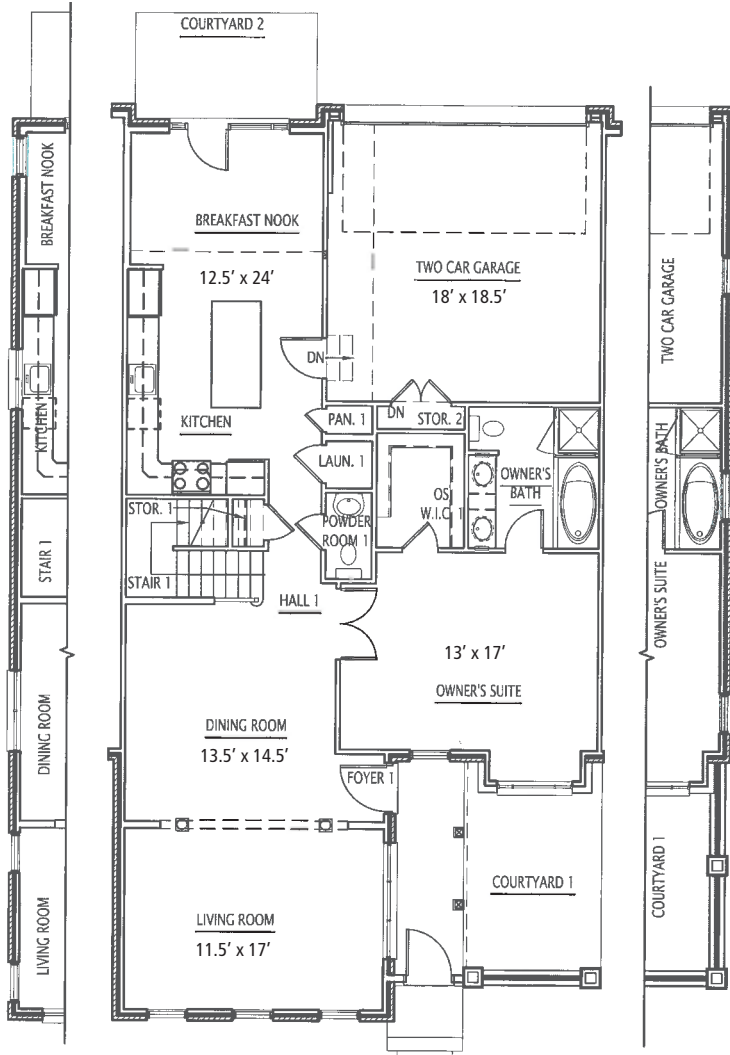 COURTYARD 2
BREAKFAST NOOK
BREAKFAST NOOK
12.5' x 24'
TWO CAR GARAGE
18' x 18.5'
TWO CAR GARAGE
DN
DN
KITCHEN
KITCHEN
PAN. 1
STOR. 2
LAUN. 1
OWNER'S
BATH
OWNER'S BATH
OS
W.I.C. 1
STOR. 1
POWDER
ROOM 1
STAIR 1
STAIR 1
HALL 1
13' x 17'
OWNER'S SUITE
OWNER'S SUITE
DINING ROOM
DINING ROOM
13.5' x 14.5'
FOYER 1
COURTYARD 1
COURTYARD 1
LIVING ROOM
LIVING ROOM
11.5' x 17'